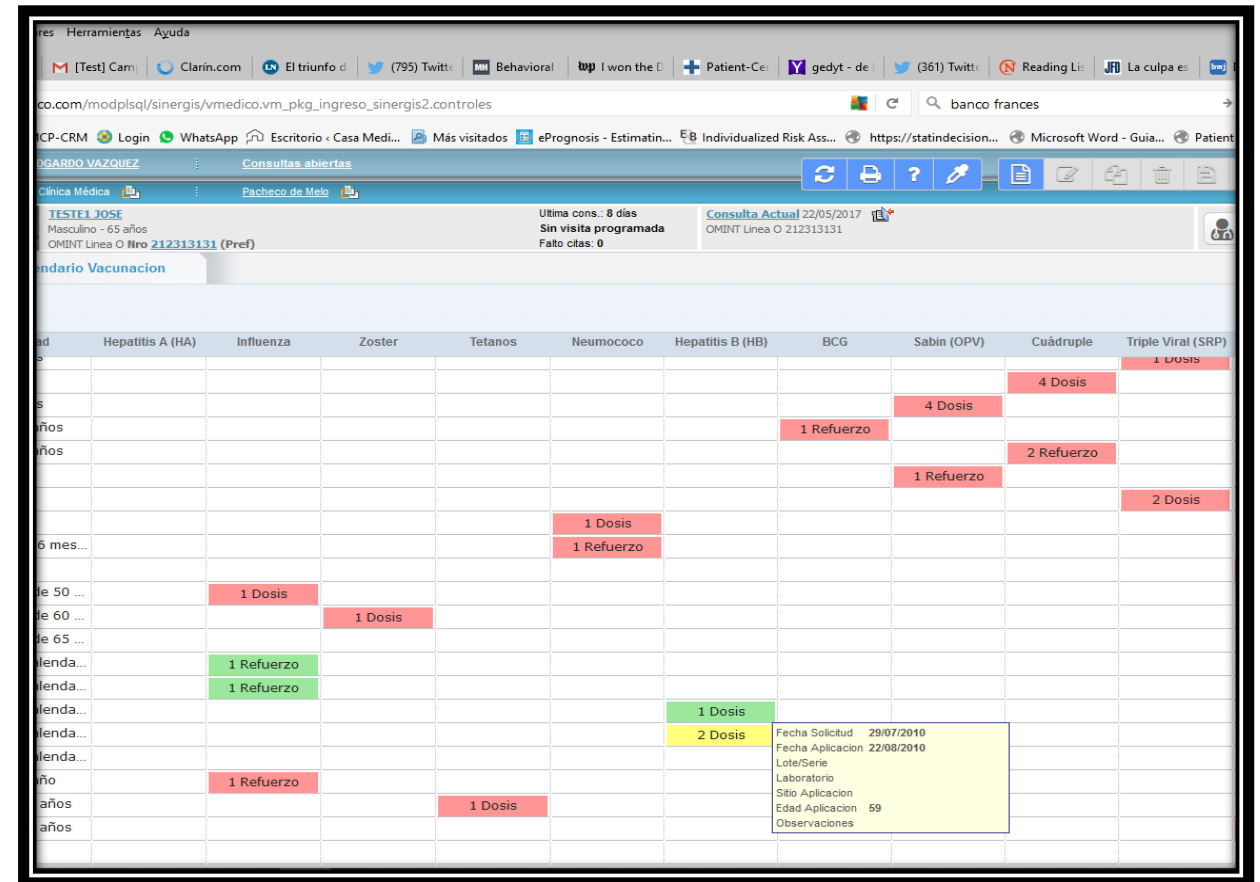 res Herramientas Ayuda
[Test] Cam Clarín.com El triunfo d (795) Twitte Behavioral I won the D Patient-Ce gedyt - de l (361) Twitte Reading Lis La culpa es
co.com/modplsql/sinergis/vmedico.vm_pkg_ingreso_sinergis2.controles banco frances
MCP-CRM Login WhatsApp Escritorio ‹ Casa Medi... Más visitados ePrognosis - Estimatin... Individualized Risk Ass... https://statindecision... Microsoft Word - Guia... Patient
DGARDO VAZQUEZ Consultas abiertas
Clínica Médica Pacheco de Melo
TESTE1 JOSE Ultima cons.: 8 días Consulta Actual 22/05/2017
Masculino - 65 años Sin visita programada OMINT Linea O 212313131
OMINT Linea O Nro 212313131 (Pref) Falto citas: 0
endario Vacunacion
ad Hepatitis A (HA) Influenza Zoster Tetanos Neumococo Hepatitis B (HB) BCG Sabin (OPV) Cuádruple Triple Viral (SRP)
s 1 Dosis
4 Dosis
s 4 Dosis
años 1 Refuerzo
años 2 Refuerzo
1 Refuerzo
2 Dosis
1 Dosis
6 mes... 1 Refuerzo
de 50 ... 1 Dosis
de 60 ... 1 Dosis
de 65 ...
alenda... 1 Refuerzo
alenda... 1 Refuerzo
alenda... 1 Dosis
alenda... 2 Dosis Fecha Solicitud 29/07/2010
Fecha Aplicacion 22/08/2010
alenda... Lote/Serie
Laboratorio
año 1 Refuerzo
Sitio Aplicacion
años 1 Dosis Edad Aplicacion 59
años Observaciones